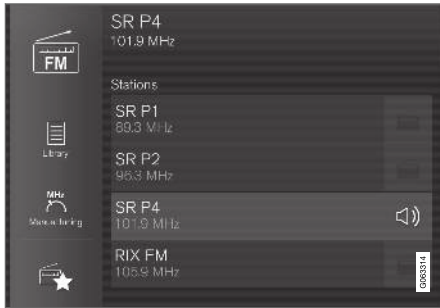 FM
Library
MHz
Manual tuning
SR P4
101.9 MHz
Stations
SR P1
89.3 MHz
SR P2
96.3 MHz
SR P4
101.9 MHz
RIX FM
105.9 MHz
G063314